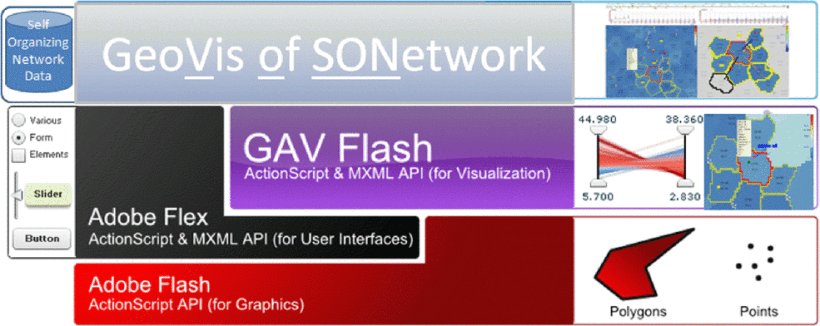 Self
Organizing
Network
Data
GeoVis of SONetwork
Various
Form
Elements
Slider
Button
GAV Flash
ActionScript & MXML API (for Visualization)
44.980
38.360
5.700
2.830
Adobe Flex
ActionScript & MXML API (for User Interfaces)
Adobe Flash
ActionScript API (for Graphics)
Polygons
Points